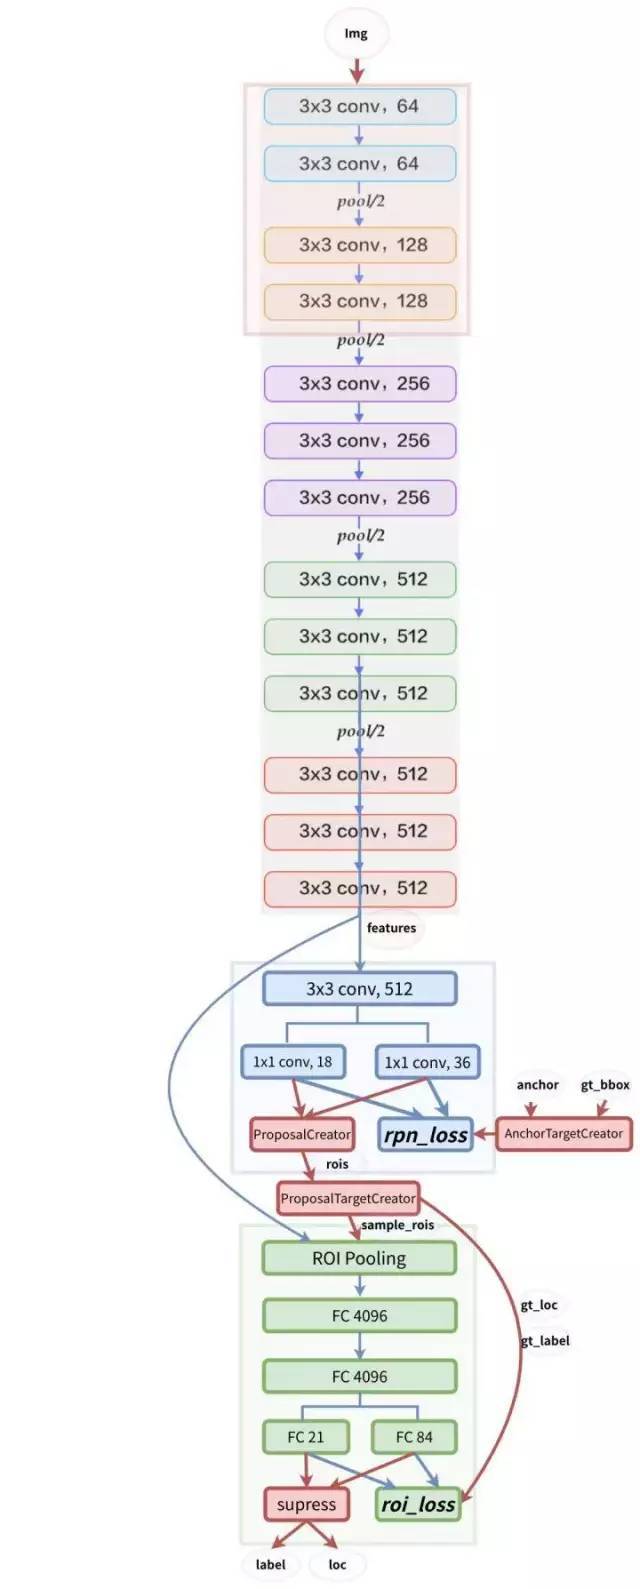 Img
3x3 conv, 64
3x3 conv, 64
pool/2
3x3 conv, 128
3x3 conv, 128
pool/2
3x3 conv, 256
3x3 conv, 256
3x3 conv, 256
pool/2
3x3 conv, 512
3x3 conv, 512
3x3 conv, 512
pool/2
3x3 conv, 512
3x3 conv, 512
3x3 conv, 512
features
3x3 conv, 512
1x1 conv, 18
1x1 conv, 36
anchor
gt_bbox
ProposalCreator
rpn_loss
AnchorTargetCreator
rois
ProposalTargetCreator
sample_rois
ROI Pooling
gt_loc
FC 4096
gt_label
FC 4096
FC 21
FC 84
supress
roi_loss
label
loc